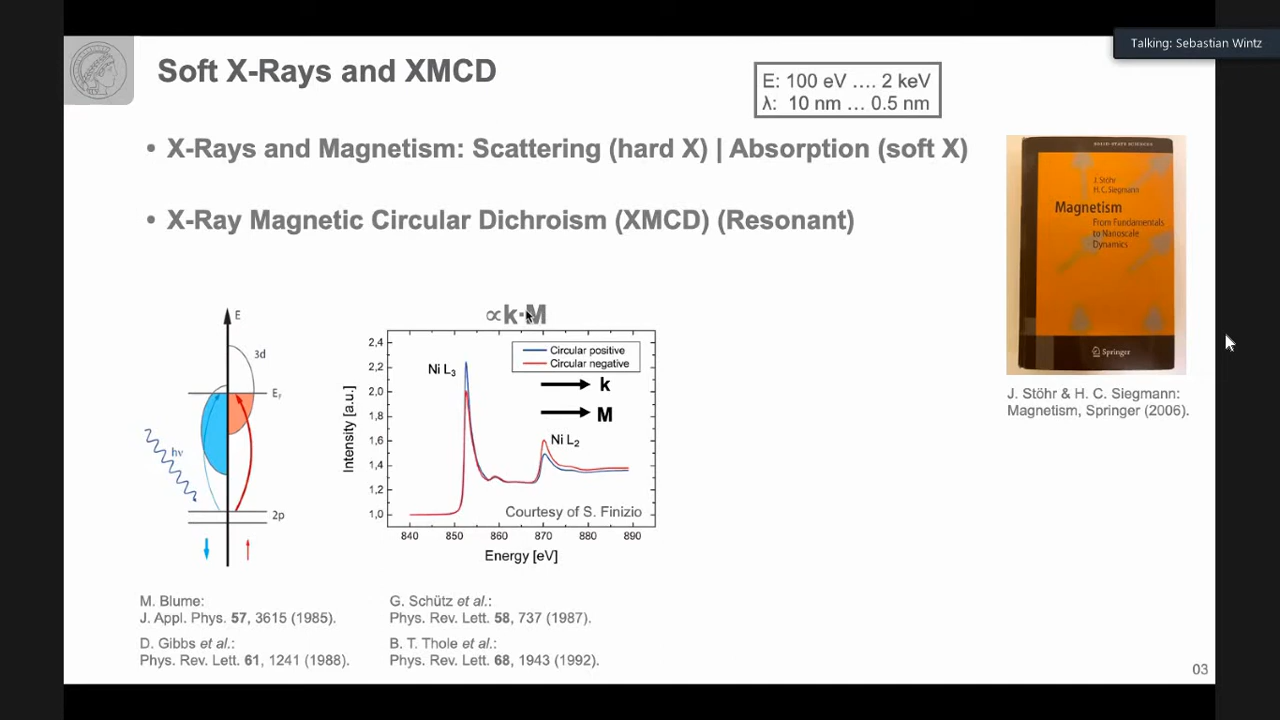 Talking: Sebastian Wintz
Soft X-Rays and XMCD
E: 100 eV …. 2 keV
λ: 10 nm … 0.5 nm
• X-Rays and Magnetism: Scattering (hard X) | Absorption (soft X)
• X-Ray Magnetic Circular Dichroism (XMCD) (Resonant)
SOLID-STATE SCIENCES
J. Stöhr
H. C. Siegmann
Magnetism
From Fundamentals
to Nanoscale
Dynamics
Springer
J. Stöhr & H. C. Siegmann:
Magnetism, Springer (2006).
E
3d
E_F
hν
2p
∝k·M
2,4
2,2
2,0
1,8
1,6
1,4
1,2
1,0
Intensity [a.u.]
Ni L₃
Circular positive
Circular negative
k
M
Ni L₂
Courtesy of S. Finizio
840 850 860 870 880 890
Energy [eV]
M. Blume:
J. Appl. Phys. 57, 3615 (1985).
D. Gibbs et al.:
Phys. Rev. Lett. 61, 1241 (1988).
G. Schütz et al.:
Phys. Rev. Lett. 58, 737 (1987).
B. T. Thole et al.:
Phys. Rev. Lett. 68, 1943 (1992).
03